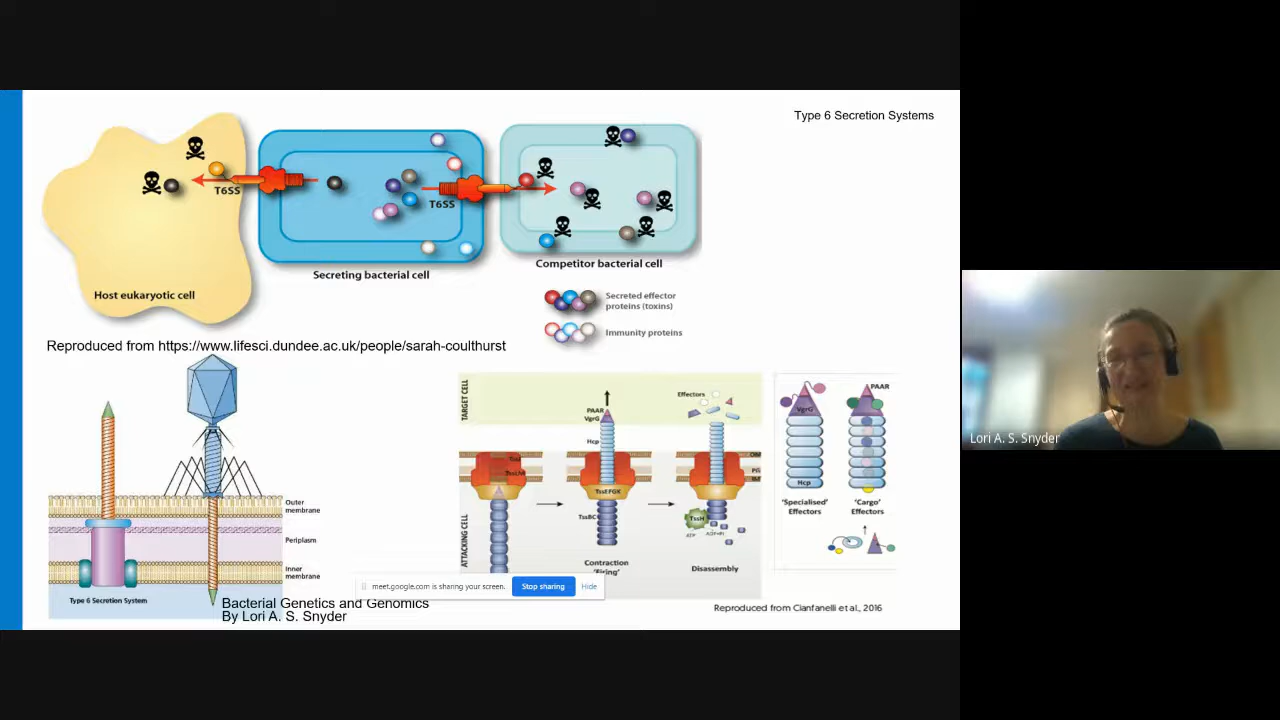 Type 6 Secretion Systems
T6SS
T6SS
Secreting bacterial cell
Competitor bacterial cell
Host eukaryotic cell
Secreted effector
proteins (toxins)
Immunity proteins
Reproduced from https://www.lifesci.dundee.ac.uk/people/sarah-coulthurst
Outer
membrane
Periplasm
Inner
membrane
Type 6 Secretion System
Bacterial Genetics and Genomics
By Lori A. S. Snyder
TARGET CELL
ATTACKING CELL
PAAR
VgrG
Hcp
TssEFGK
TssBC
Contraction
'Firing'
Effectors
TssH
ATP
ADP+Pi
Disassembly
VgrG
Hcp
'Specialised'
Effectors
PAAR
'Cargo'
Effectors
meet.google.com is sharing your screen.
Stop sharing
Hide
Reproduced from Cianfanelli et al., 2016
Lori A. S. Snyder